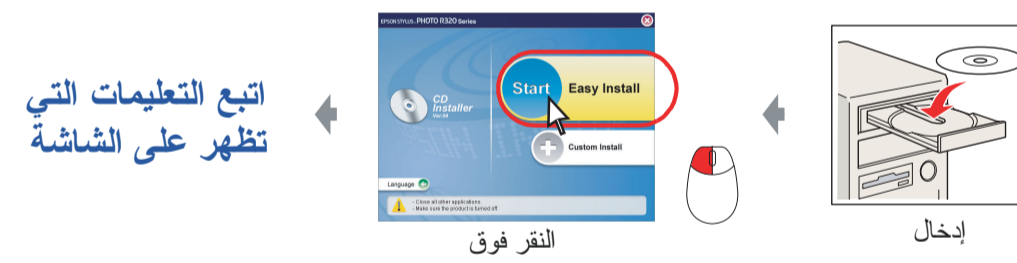 إدخال
EPSON STYLUS PHOTO R320 Series
Start Easy Install
CD
Installer
Custom Install
Language
- Close all other applications.
- Make sure the product is turned off.
النقر فوق
اتبع التعليمات التي
تظهر على الشاشة